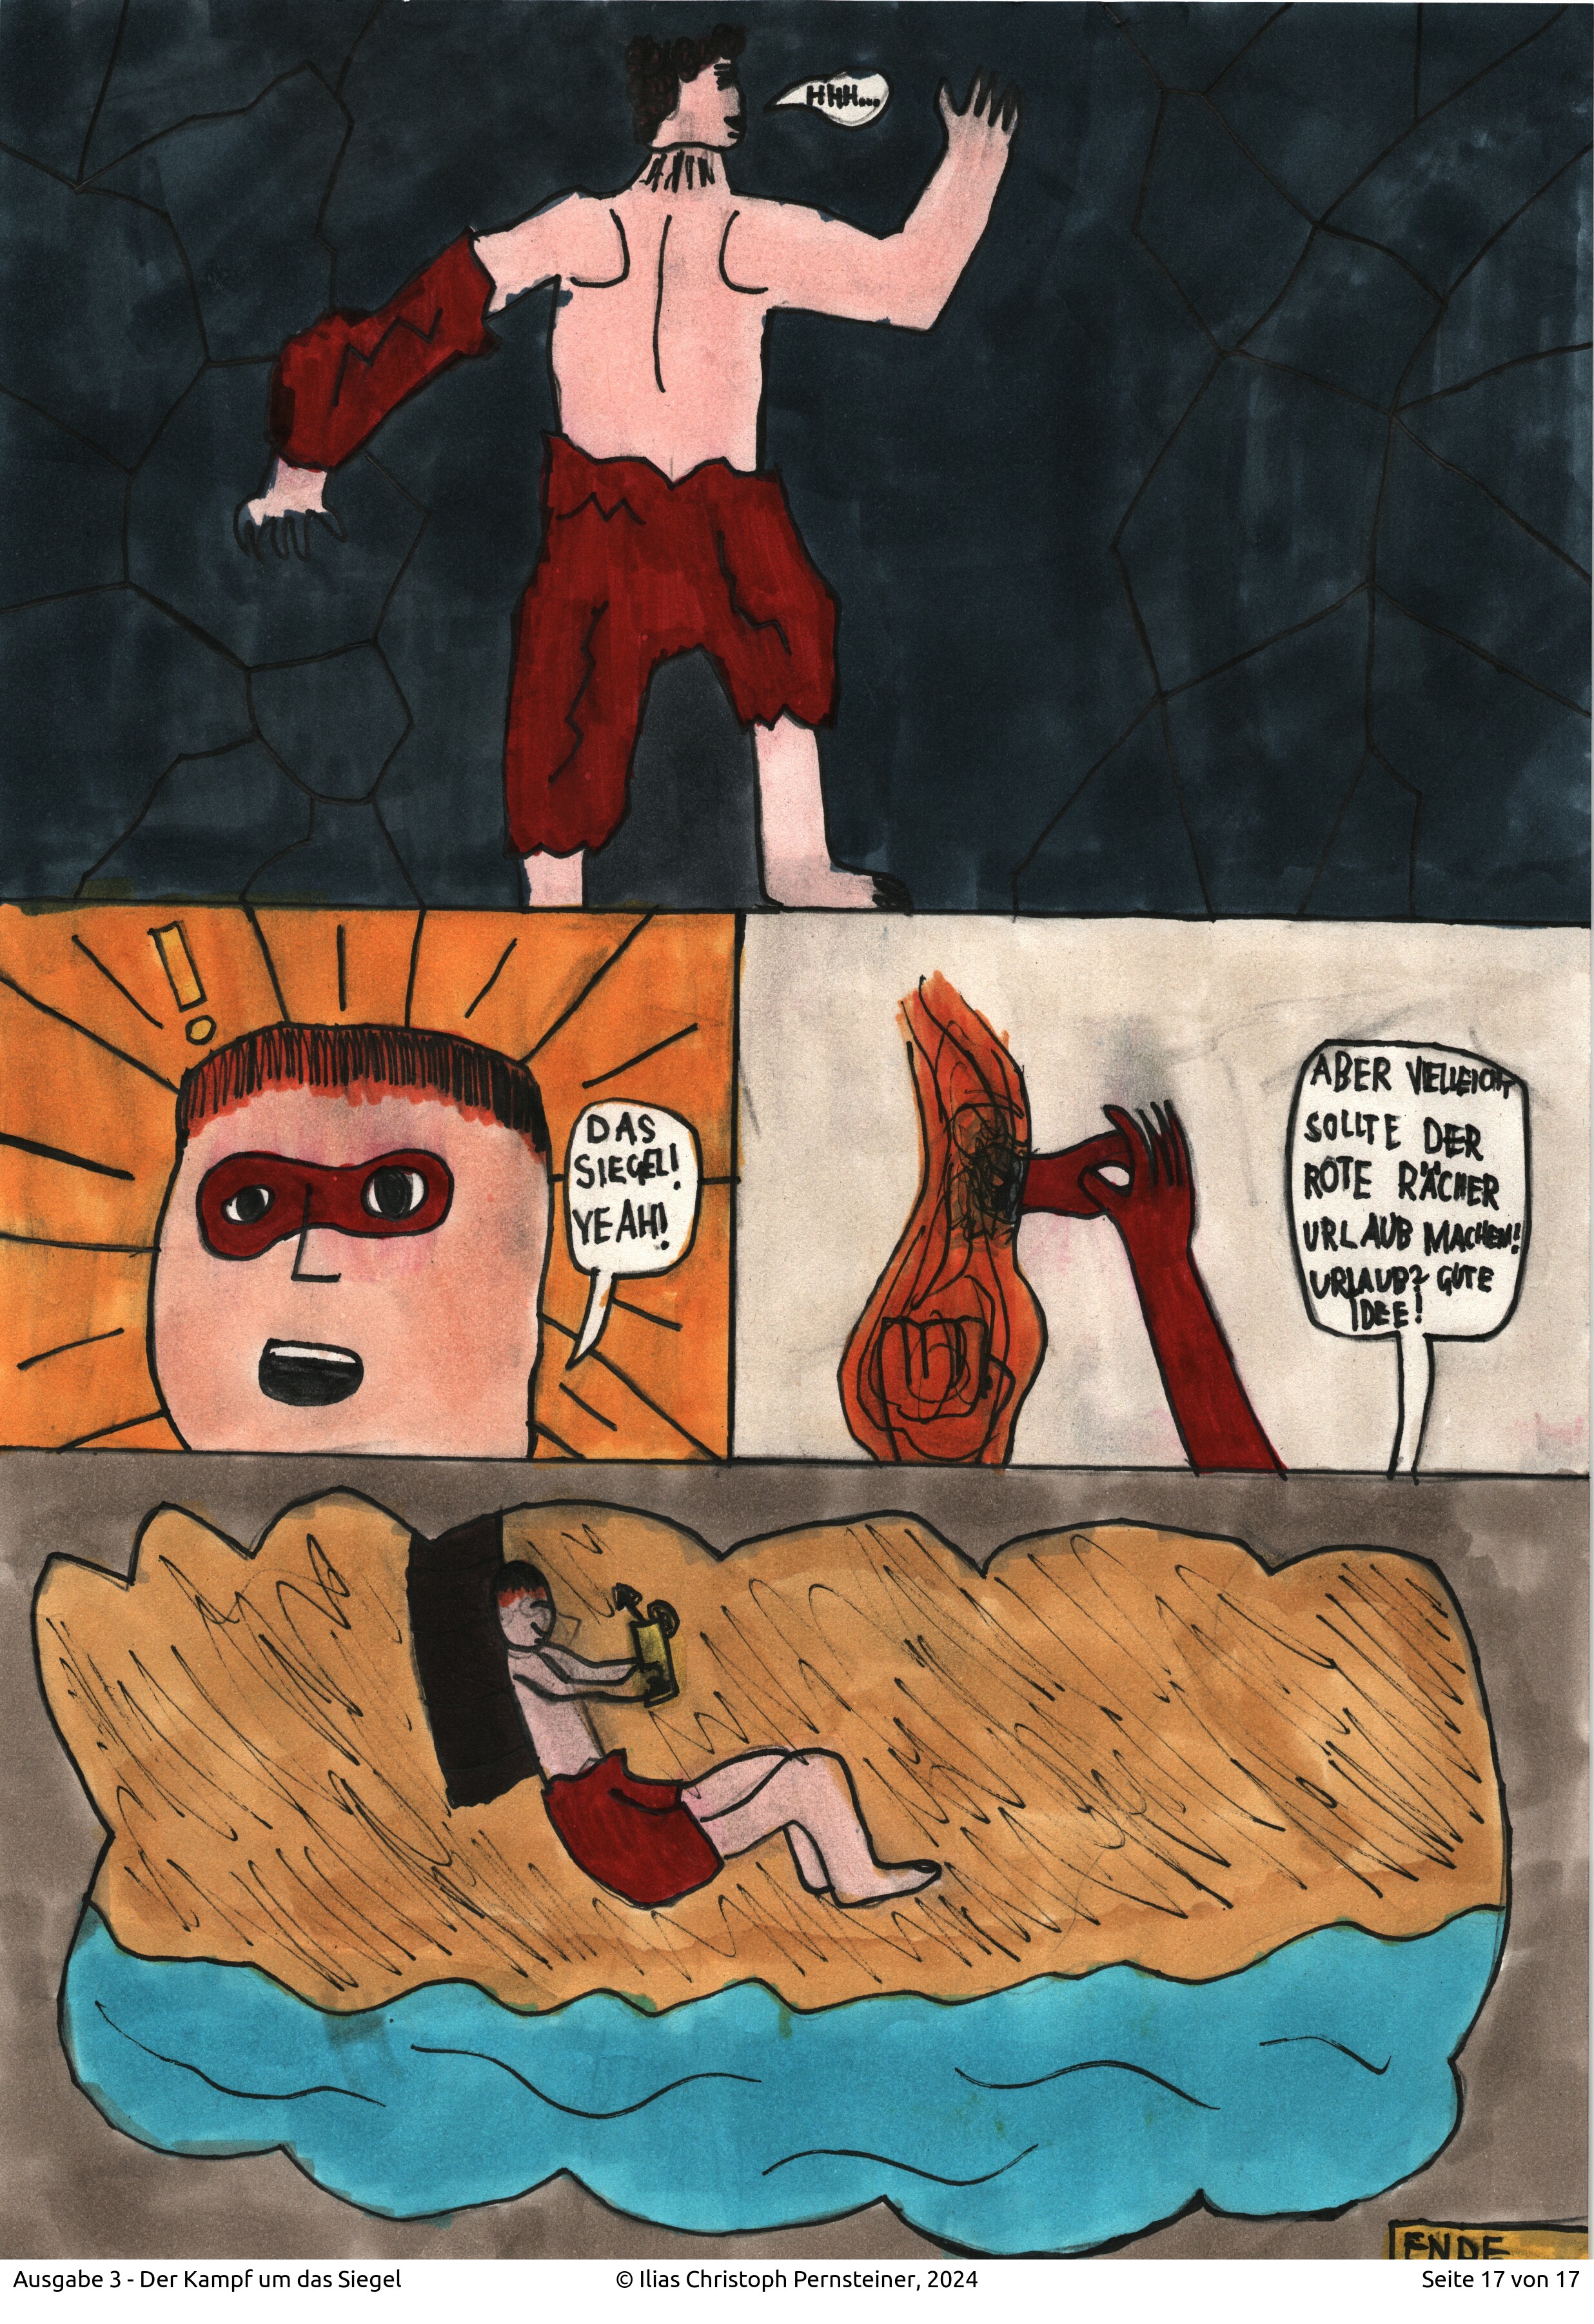 HHH...
DAS
SIEGEL!
YEAH!
ABER VIELLEICHT
SOLLTE DER
ROTE RÄCHER
URLAUB MACHEN!
URLAUB? GUTE
IDEE!
ENDE
Ausgabe 3 - Der Kampf um das Siegel
© Ilias Christoph Pernsteiner, 2024
Seite 17 von 17